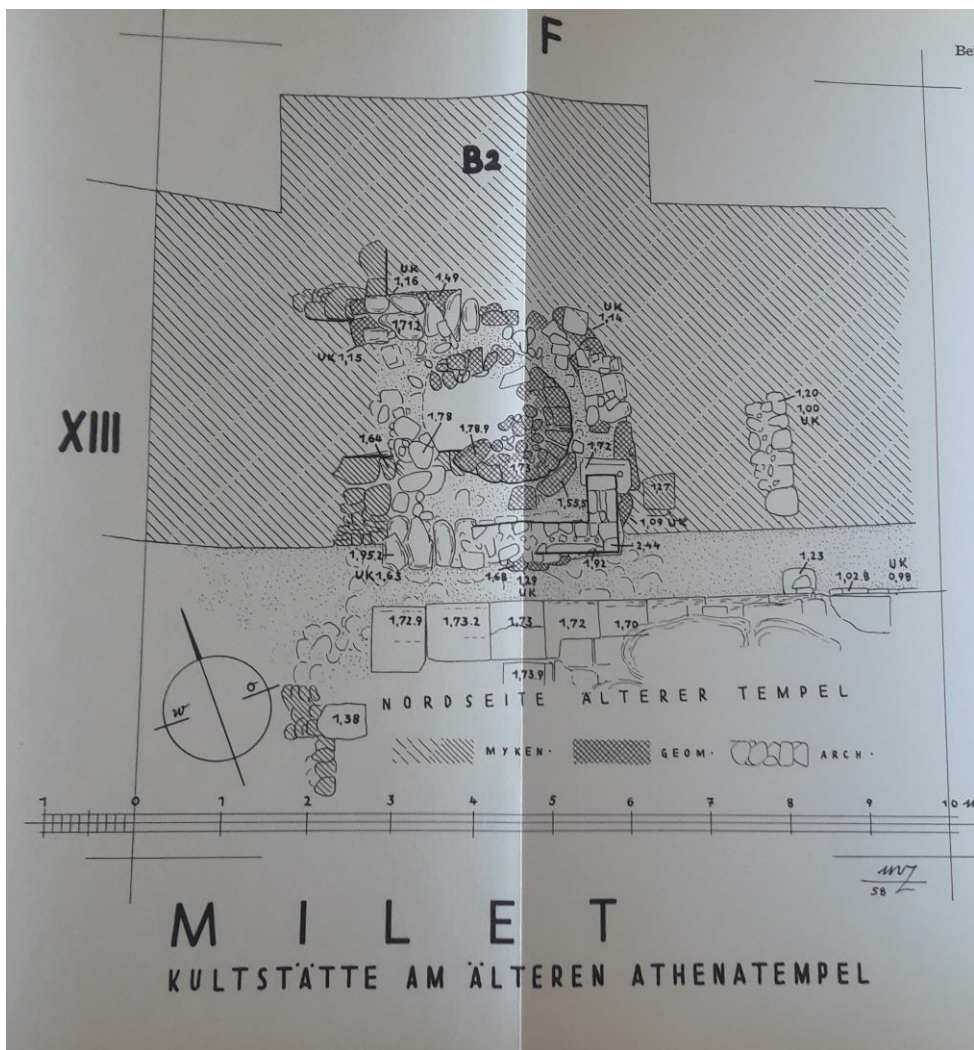 F
Bei
B2
UK
1,16
1,49
UK
1,14
1,71.2
UK 1,15
1,20
1,00
UK
XIII
1,78
1,64
1,78.9
1,72
1,73
1,55,5
127
1,09 UK
2,44
1,95.2
1,92
UK 1,63
1,68
1,29
UK
1,23
UK
1,02.8
0,98
1,72.9
1,73.2
1,73
1,72
1,70
1,73.9
NORDSEITE ÄLTERER TEMPEL
w
o
1,38
MYKEN·
GEOM·
ARCH·
1 0 1 2 3 4 5 6 7 8 9 10
58
MILET
KULTSTÄTTE AM ÄLTEREN ATHENATEMPEL